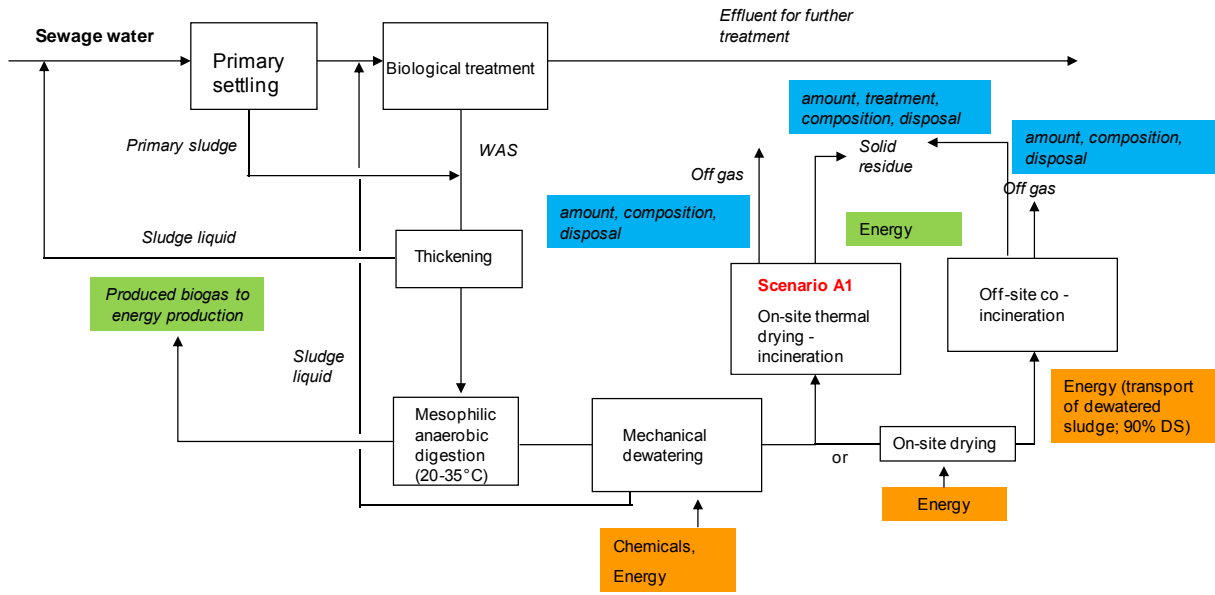 Sewage water
Effluent for further
treatment
Primary
settling
Biological treatment
amount, treatment,
composition, disposal
amount, composition,
disposal
Primary sludge
WAS
Solid
residue
Off gas
Off gas
amount, composition,
disposal
Energy
Sludge liquid
Thickening
Scenario A1
On-site thermal
drying -
incineration
Off-site co -
incineration
Produced biogas to
energy production
Sludge
liquid
Energy (transport
of dewatered
sludge; 90% DS)
Mesophilic
anaerobic
digestion
(20-35°C)
Mechanical
dewatering
or
On-site drying
Energy
Chemicals,
Energy